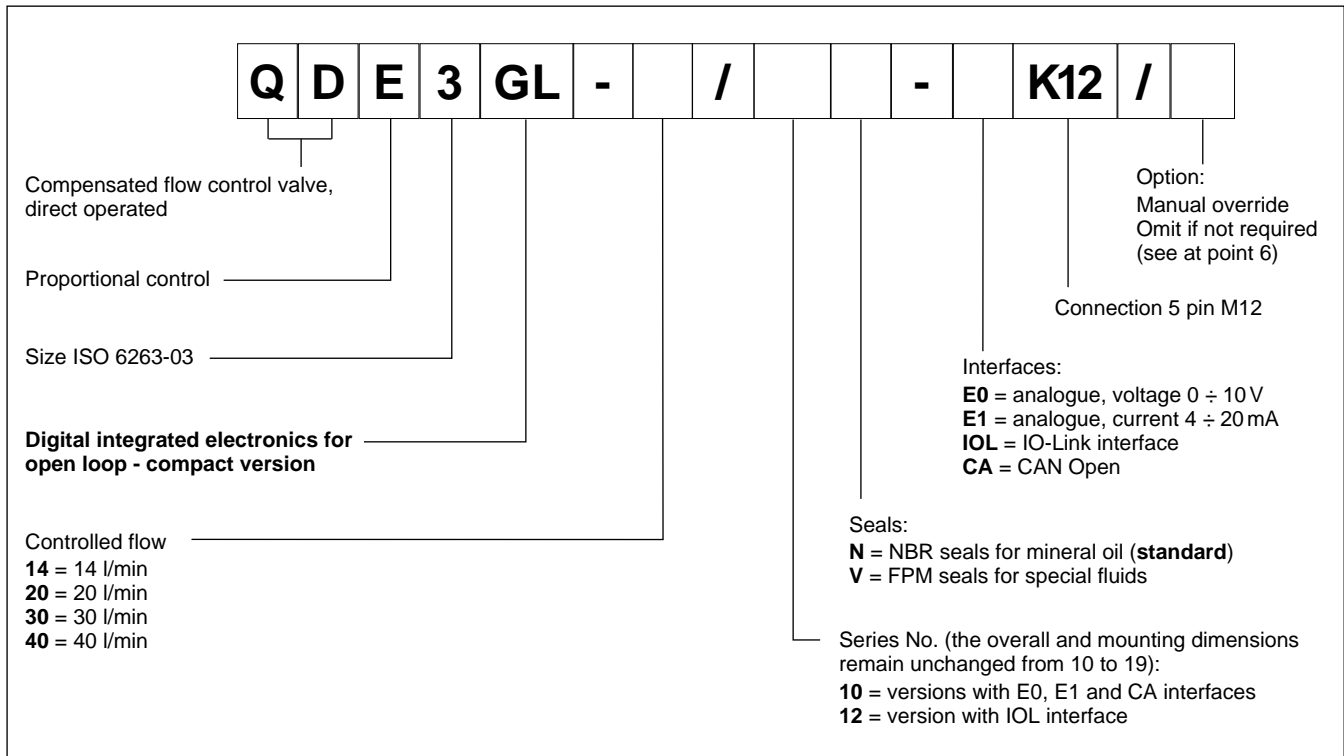 Q D E 3 GL - / - K12 /
Compensated flow control valve,
direct operated
Proportional control
Size ISO 6263-03
Digital integrated electronics for
open loop - compact version
Controlled flow
14 = 14 l/min
20 = 20 l/min
30 = 30 l/min
40 = 40 l/min
Option:
Manual override
Omit if not required
(see at point 6)
Connection 5 pin M12
Interfaces:
E0 = analogue, voltage 0 ÷ 10 V
E1 = analogue, current 4 ÷ 20 mA
IOL = IO-Link interface
CA = CAN Open
Seals:
N = NBR seals for mineral oil (standard)
V = FPM seals for special fluids
Series No. (the overall and mounting dimensions
remain unchanged from 10 to 19):
10 = versions with E0, E1 and CA interfaces
12 = version with IOL interface